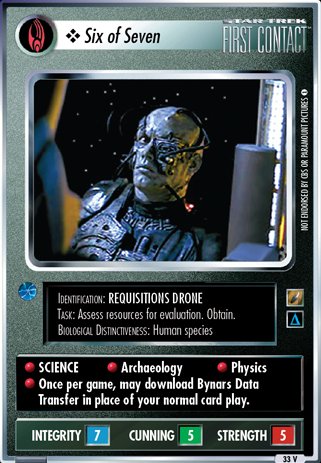 ❖ Six of Seven
STAR TREK
FIRST CONTACT
NOT ENDORSED BY CBS OR PARAMOUNT PICTURES
IDENTIFICATION: REQUISITIONS DRONE
TASK: Assess resources for evaluation. Obtain.
BIOLOGICAL DISTINCTIVENESS: Human species
SCIENCE Archaeology Physics
Once per game, may download Bynars Data
Transfer in place of your normal card play.
INTEGRITY 7 CUNNING 5 STRENGTH 5
33 V